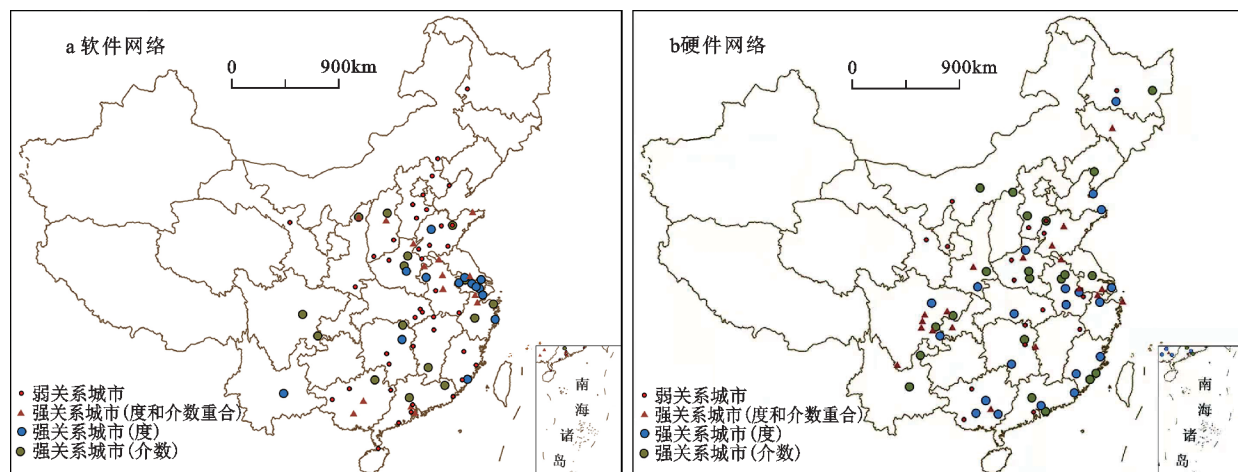 a 软件网络
0 900km
弱关系城市
强关系城市(度和介数重合)
强关系城市(度)
强关系城市(介数)
南
海
诸
岛
b硬件网络
0 900km
弱关系城市
强关系城市(度和介数重合)
强关系城市(度)
强关系城市(介数)
南
海
诸
岛